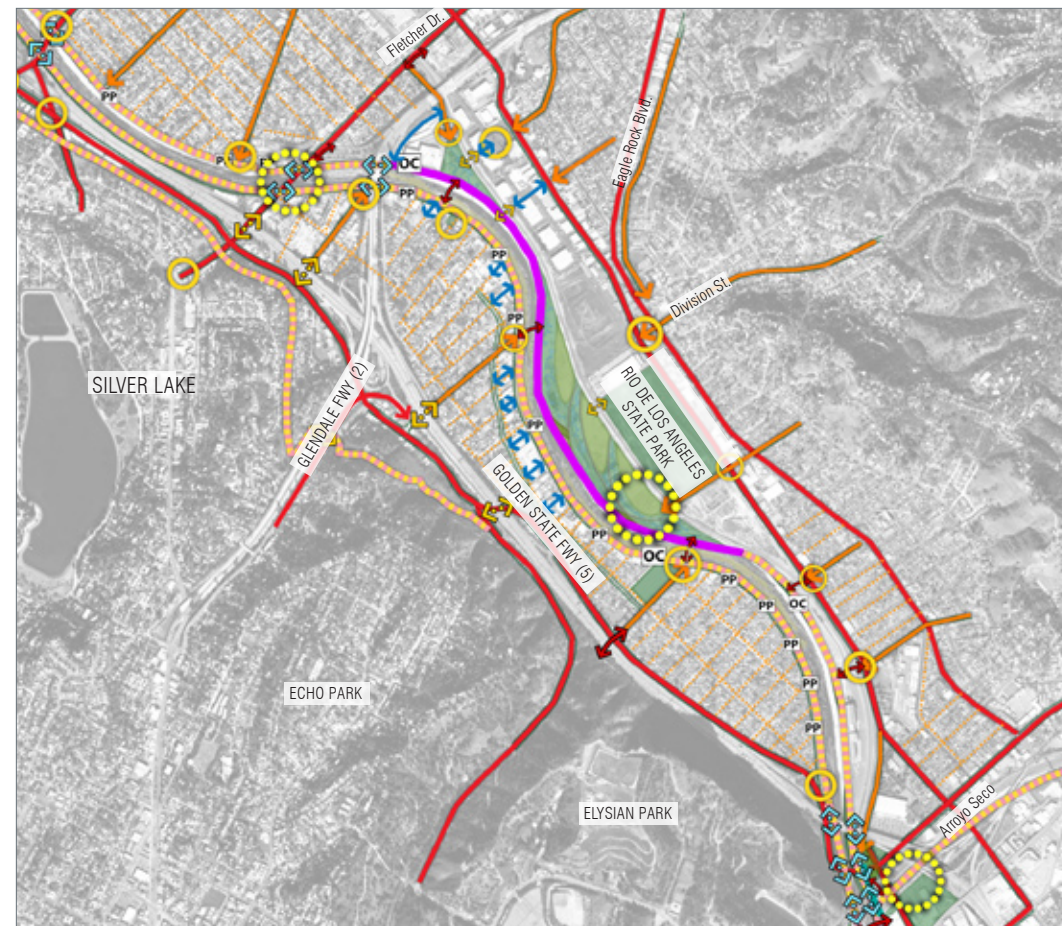 Fletcher Dr.
PP
Eagle Rock Blvd.
OC
PP
PP
Division St.
PP
SILVER LAKE
GLENDALE FWY (2)
RIO DE LOS ANGELES
STATE PARK
PP
GOLDEN STATE FWY (5)
PP
OC
PP
OC
PP
PP
PP
ECHO PARK
PP
Arroyo Seco
ELYSIAN PARK